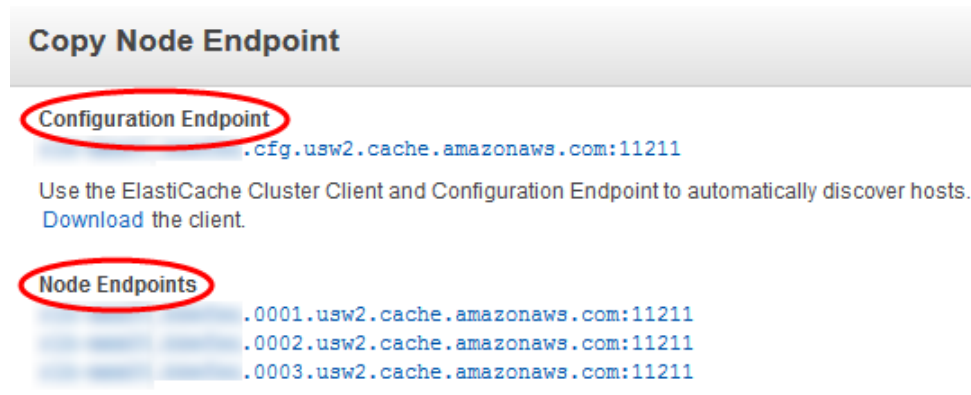 Copy Node Endpoint
Configuration Endpoint
.cfg.usw2.cache.amazonaws.com:11211
Use the ElastiCache Cluster Client and Configuration Endpoint to automatically discover hosts.
Download the client.
Node Endpoints
.0001.usw2.cache.amazonaws.com:11211
.0002.usw2.cache.amazonaws.com:11211
.0003.usw2.cache.amazonaws.com:11211